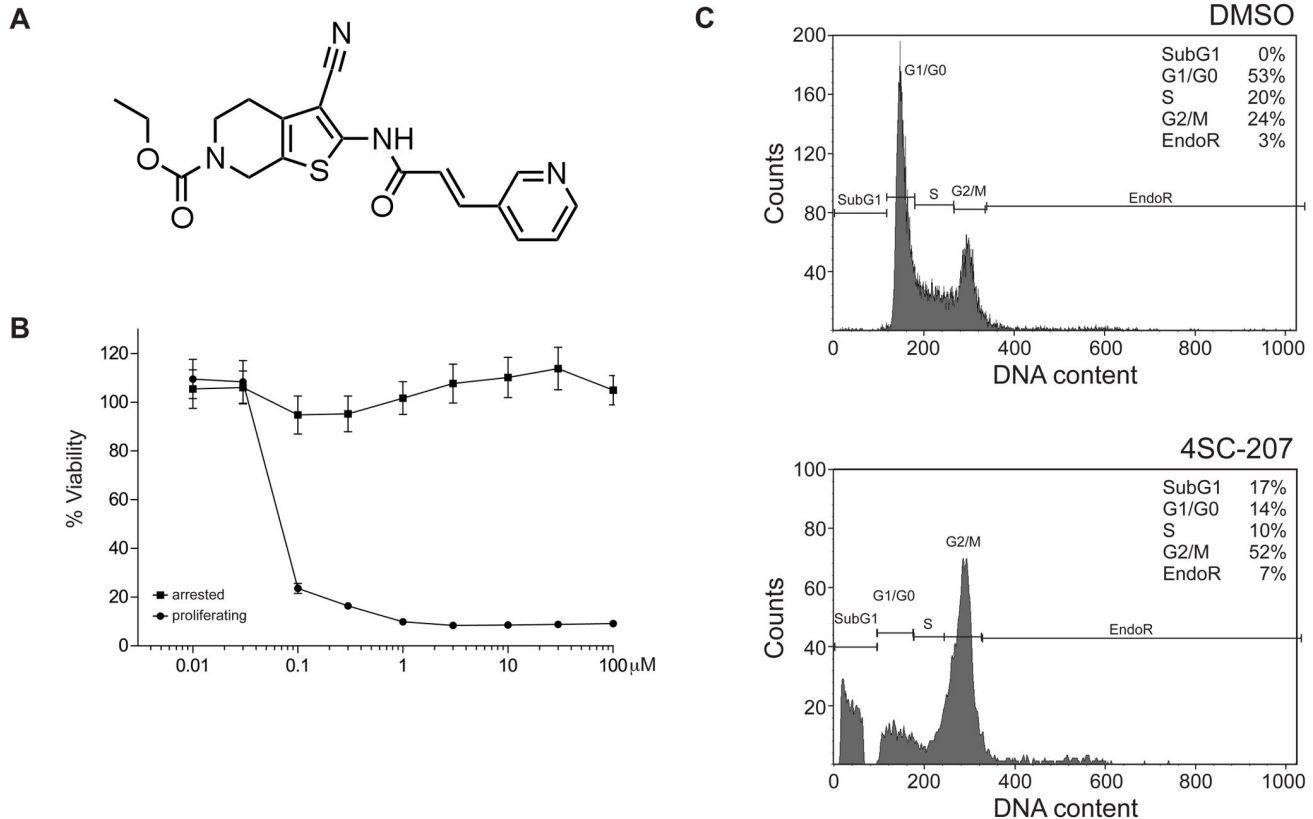 A
N
NH
O
N
S
N
O
O
B
120
100
80
60
40
20
0
% Viability
arrested
proliferating
0.01 0.1 1 10 100 µM
C
DMSO
200
160
120
80
40
Counts
G1/G0
SubG1
S
G2/M
EndoR
SubG1 0%
G1/G0 53%
S 20%
G2/M 24%
EndoR 3%
0 200 400 600 800 1000
DNA content
4SC-207
100
80
60
40
20
Counts
G2/M
G1/G0
SubG1
S
EndoR
SubG1 17%
G1/G0 14%
S 10%
G2/M 52%
EndoR 7%
0 200 400 600 800 1000
DNA content